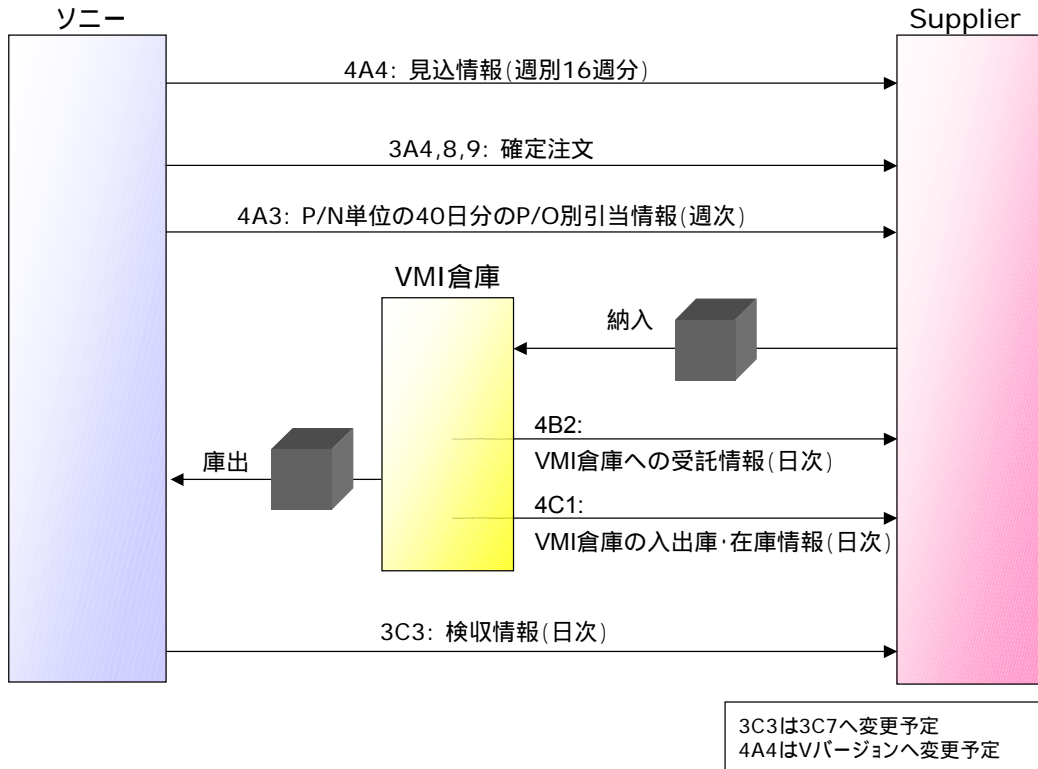 ソニー
Supplier
4A4: 見込情報(週別16週分)
3A4,8,9: 確定注文
4A3: P/N単位の40日分のP/O別引当情報(週次)
VMI倉庫
納入
4B2:
VMI倉庫への受託情報(日次)
庫出
4C1:
VMI倉庫の入出庫･在庫情報(日次)
3C3: 検収情報(日次)
3C3は3C7へ変更予定
4A4はVバージョンへ変更予定